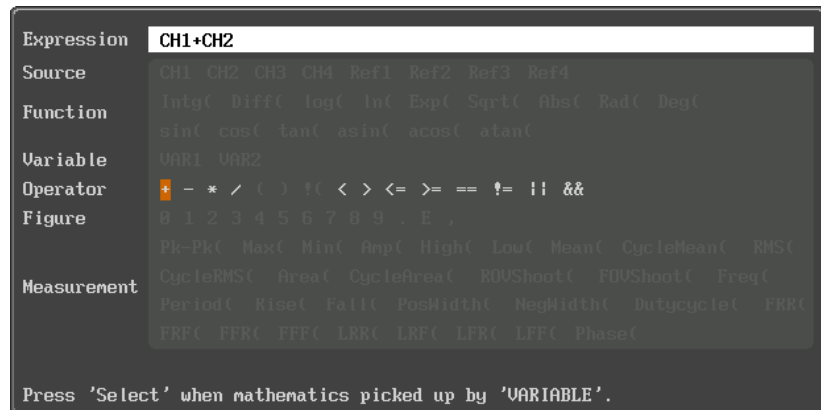 Expression CH1+CH2
Source CH1 CH2 CH3 CH4 Ref1 Ref2 Ref3 Ref4
Function Intg( Diff( log( ln( Exp( Sqrt( Abs( Rad( Deg(
sin( cos( tan( asin( acos( atan(
Variable VAR1 VAR2
Operator + - * / ( ) !( < > <= >= == != || &&
Figure 0 1 2 3 4 5 6 7 8 9 . E ,
Pk-Pk( Max( Min( Amp( High( Low( Mean( CycleMean( RMS(
Measurement CycleRMS( Area( CycleArea( ROVShoot( FOVShoot( Freq(
Period( Rise( Fall( PosWidth( NegWidth( Dutycycle( FRR(
FRF( FFR( FFF( LRR( LRF( LFR( LFF( Phase(
Press 'Select' when mathematics picked up by 'VARIABLE'.